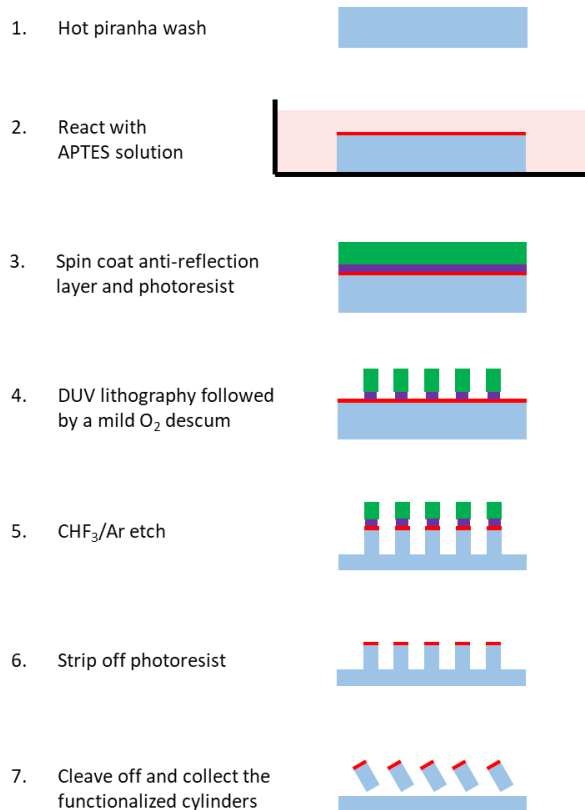 1. Hot piranha wash
2. React with
APTES solution
3. Spin coat anti-reflection
layer and photoresist
4. DUV lithography followed
by a mild O₂ descum
5. CHF₃/Ar etch
6. Strip off photoresist
7. Cleave off and collect the
functionalized cylinders